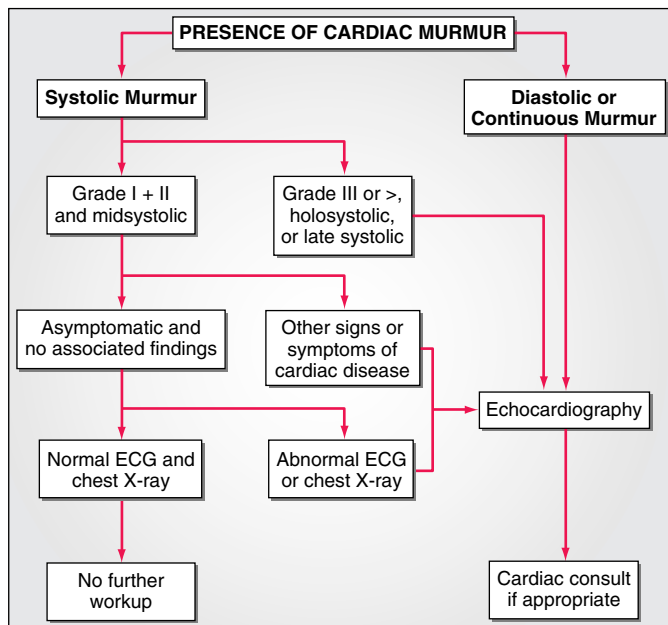 PRESENCE OF CARDIAC MURMUR
Systolic Murmur
Diastolic or
Continuous Murmur
Grade I + II
and midsystolic
Grade III or >,
holosystolic,
or late systolic
Asymptomatic and
no associated findings
Other signs or
symptoms of
cardiac disease
Echocardiography
Normal ECG and
chest X-ray
Abnormal ECG
or chest X-ray
No further
workup
Cardiac consult
if appropriate